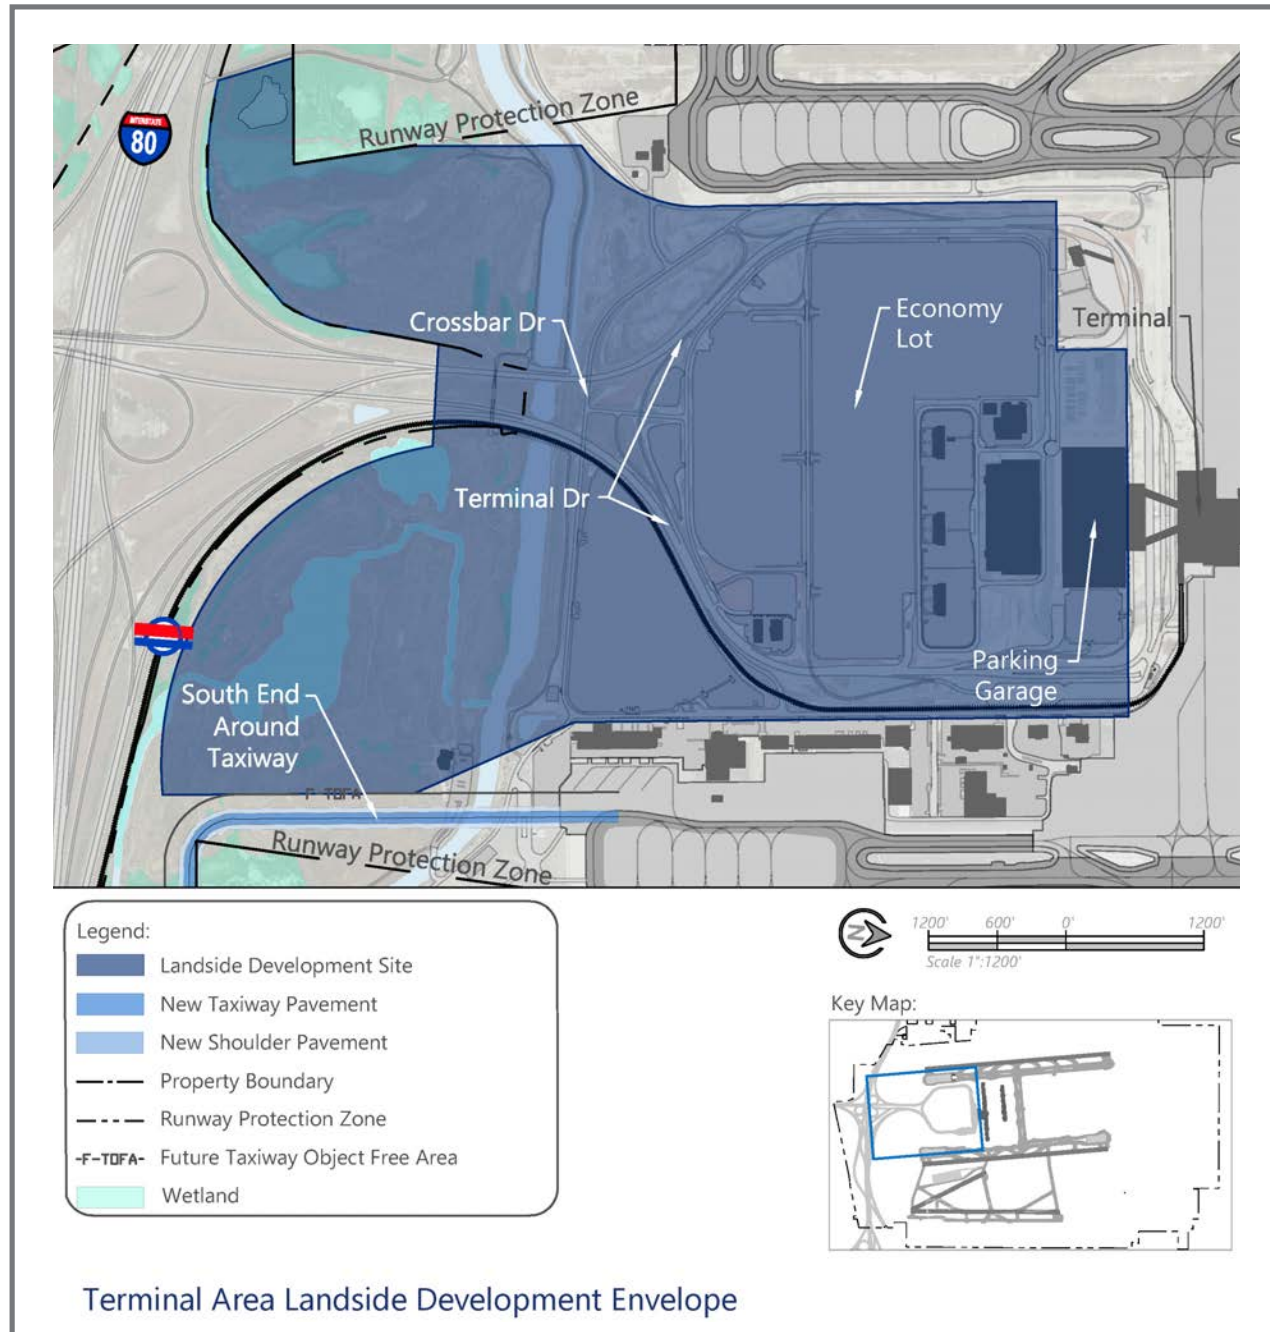 Runway Protection Zone
INTERSTATE
80
Crossbar Dr
Economy
Lot
Terminal
Terminal Dr
South End
Around
Taxiway
Parking
Garage
F-TOFA
Runway Protection Zone
Legend:
Landside Development Site
New Taxiway Pavement
New Shoulder Pavement
Property Boundary
Runway Protection Zone
-F-TOFA- Future Taxiway Object Free Area
Wetland
N
1200' 600' 0' 1200'
Scale 1":1200'
Key Map:
Terminal Area Landside Development Envelope